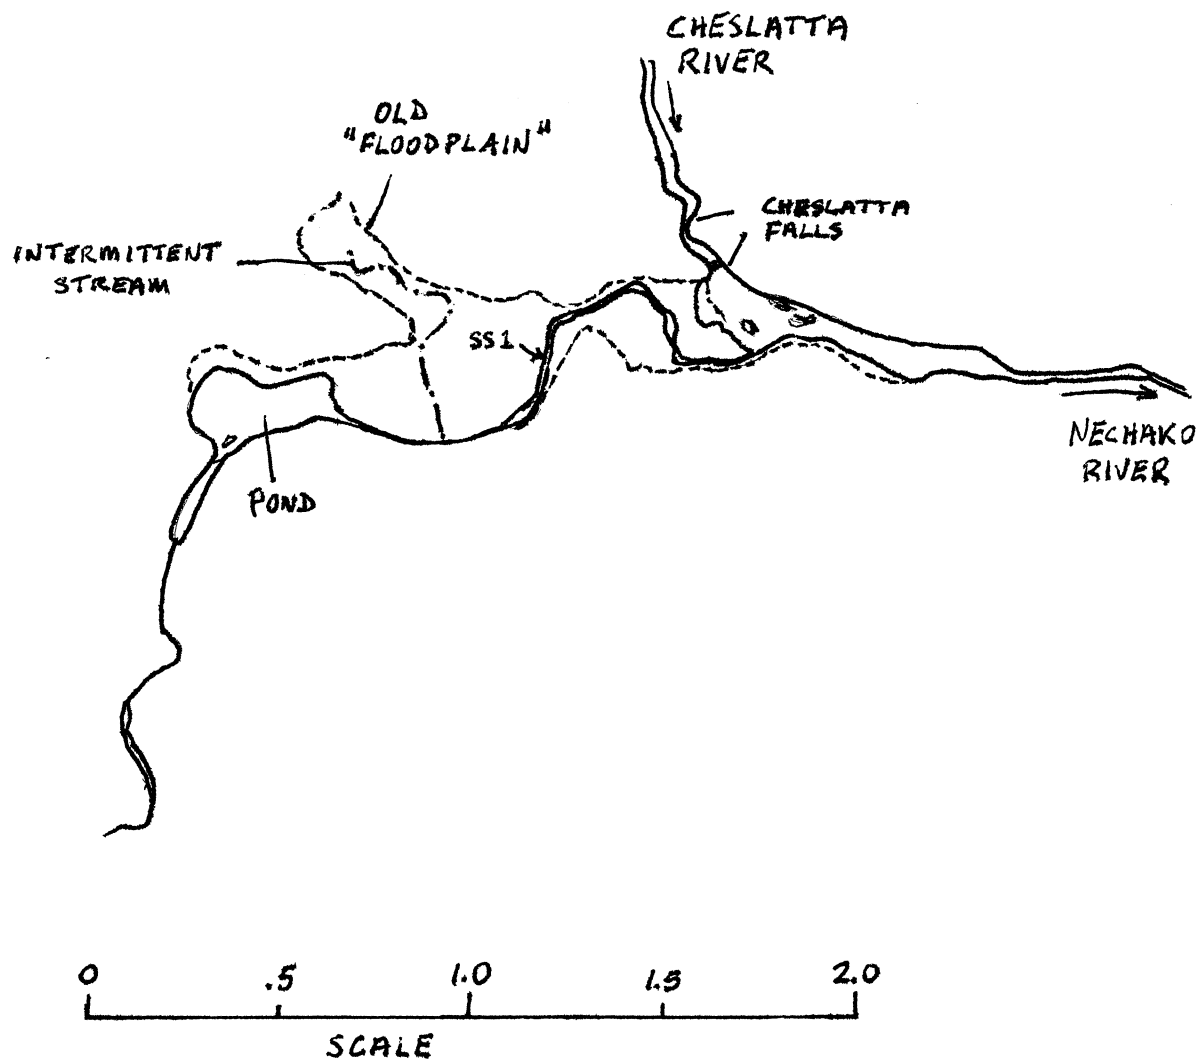 CHESLATTA
RIVER
OLD
"FLOODPLAIN"
CHESLATTA
FALLS
INTERMITTENT
STREAM
SS1
NECHAKO
RIVER
POND
0 .5 1.0 1.5 2.0
SCALE